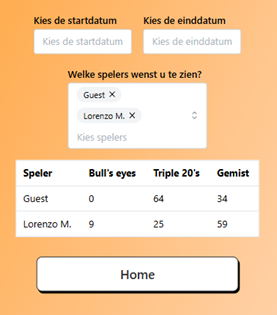 Kies de startdatum Kies de einddatum
Kies de startdatum Kies de einddatum
Welke spelers wenst u te zien?
Guest ×
Lorenzo M. ×
Kies spelers
Speler Bull's eyes Triple 20's Gemist
Guest 0 64 34
Lorenzo M. 9 25 59
Home